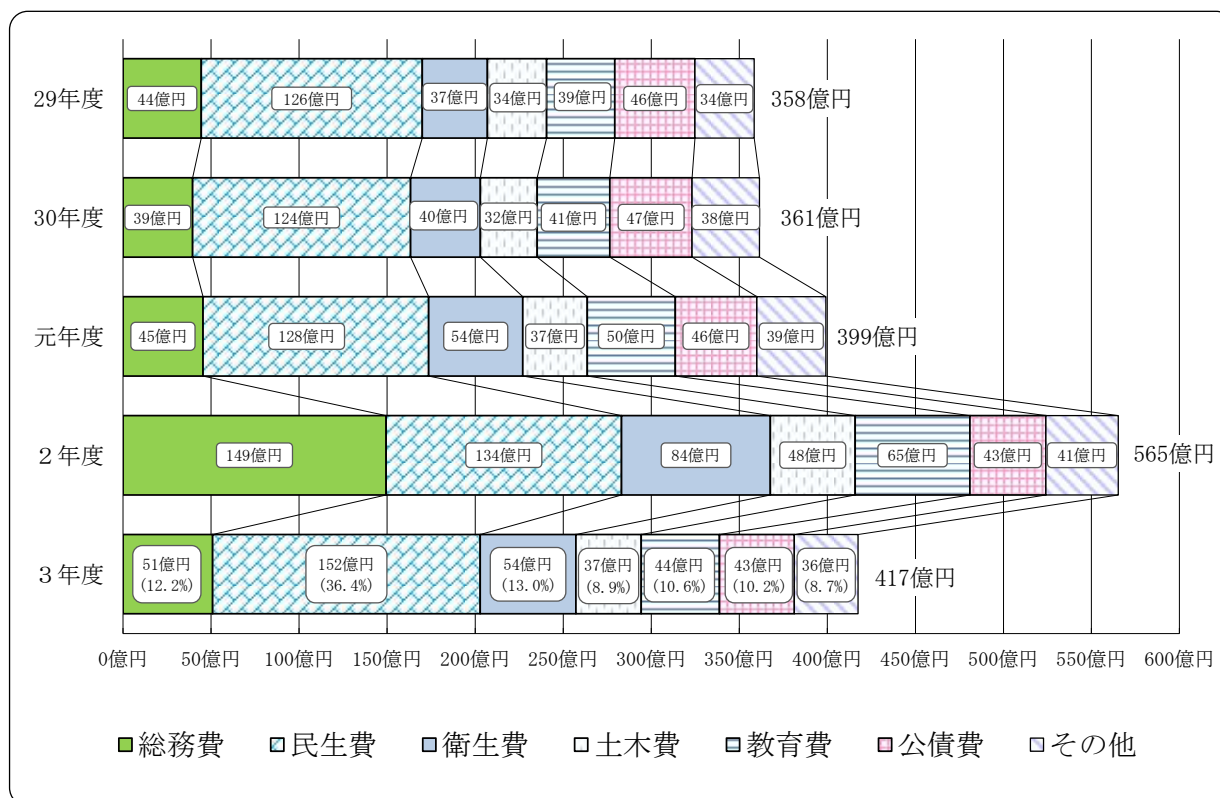 29年度 44億円 126億円 37億円 34億円 39億円 46億円 34億円 358億円
30年度 39億円 124億円 40億円 32億円 41億円 47億円 38億円 361億円
元年度 45億円 128億円 54億円 37億円 50億円 46億円 39億円 399億円
２年度 149億円 134億円 84億円 48億円 65億円 43億円 41億円 565億円
３年度 51億円 152億円 54億円 37億円 44億円 43億円 36億円 417億円
(12.2%) (36.4%) (13.0%) (8.9%) (10.6%) (10.2%) (8.7%)
0億円 50億円 100億円 150億円 200億円 250億円 300億円 350億円 400億円 450億円 500億円 550億円 600億円
総務費 民生費 衛生費 土木費 教育費 公債費 その他